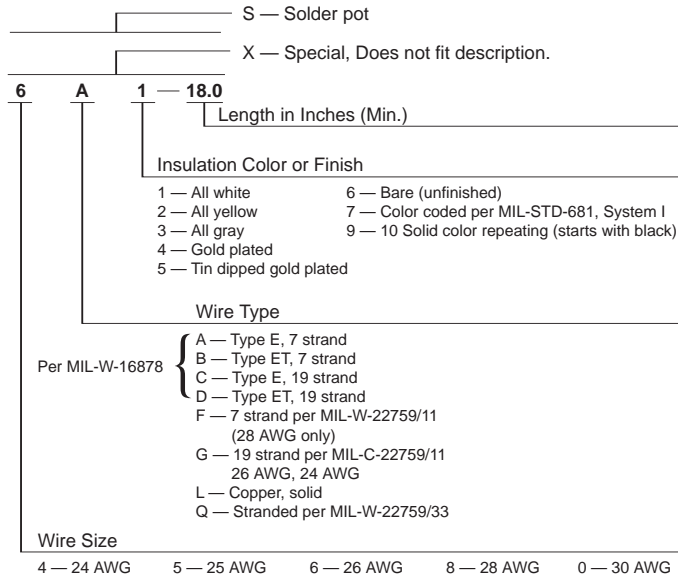 S — Solder pot
X — Special, Does not fit description.
6 A 1 — 18.0
Length in Inches (Min.)
Insulation Color or Finish
1 — All white 6 — Bare (unfinished)
2 — All yellow 7 — Color coded per MIL-STD-681, System I
3 — All gray 9 — 10 Solid color repeating (starts with black)
4 — Gold plated
5 — Tin dipped gold plated
Wire Type
A — Type E, 7 strand
Per MIL-W-16878 { B — Type ET, 7 strand
C — Type E, 19 strand
D — Type ET, 19 strand
F — 7 strand per MIL-W-22759/11
(28 AWG only)
G — 19 strand per MIL-C-22759/11
26 AWG, 24 AWG
L — Copper, solid
Q — Stranded per MIL-W-22759/33
Wire Size
4 — 24 AWG 5 — 25 AWG 6 — 26 AWG 8 — 28 AWG 0 — 30 AWG